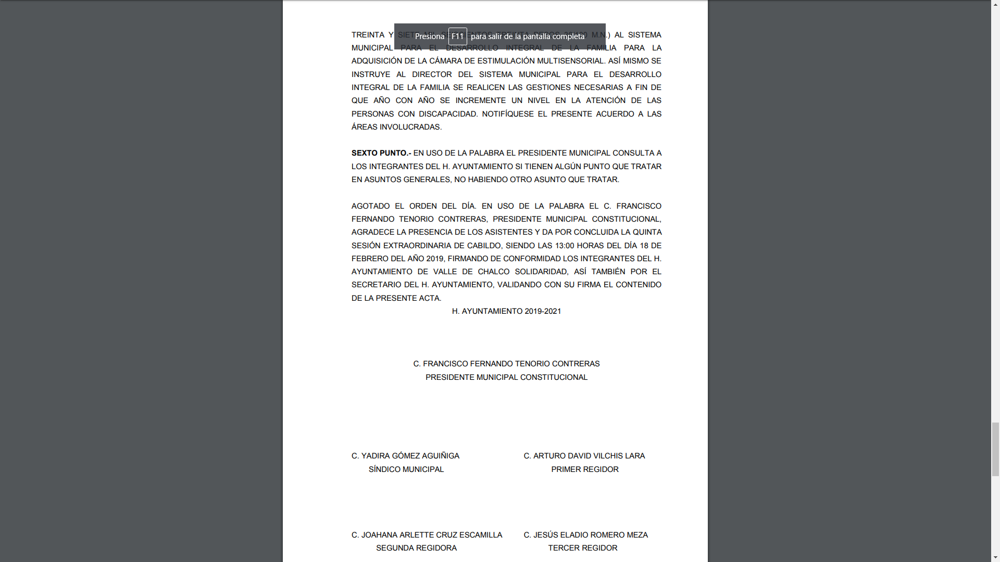 TREINTA Y SIETE MIL SEISCIENTOS TREINTA PESOS M.N.) AL SISTEMA
Presiona F11 para salir de la pantalla completa
MUNICIPAL PARA EL DESARROLLO INTEGRAL DE LA FAMILIA PARA LA
ADQUISICIÓN DE LA CÁMARA DE ESTIMULACIÓN MULTISENSORIAL. ASÍ MISMO SE
INSTRUYE AL DIRECTOR DEL SISTEMA MUNICIPAL PARA EL DESARROLLO
INTEGRAL DE LA FAMILIA SE REALICEN LAS GESTIONES NECESARIAS A FIN DE
QUE AÑO CON AÑO SE INCREMENTE UN NIVEL EN LA ATENCIÓN DE LAS
PERSONAS CON DISCAPACIDAD. NOTIFÍQUESE EL PRESENTE ACUERDO A LAS
ÁREAS INVOLUCRADAS.
SEXTO PUNTO.- EN USO DE LA PALABRA EL PRESIDENTE MUNICIPAL CONSULTA A
LOS INTEGRANTES DEL H. AYUNTAMIENTO SI TIENEN ALGÚN PUNTO QUE TRATAR
EN ASUNTOS GENERALES, NO HABIENDO OTRO ASUNTO QUE TRATAR.
AGOTADO EL ORDEN DEL DÍA. EN USO DE LA PALABRA EL C. FRANCISCO
FERNANDO TENORIO CONTRERAS, PRESIDENTE MUNICIPAL CONSTITUCIONAL,
AGRADECE LA PRESENCIA DE LOS ASISTENTES Y DA POR CONCLUIDA LA QUINTA
SESIÓN EXTRAORDINARIA DE CABILDO, SIENDO LAS 13:00 HORAS DEL DÍA 18 DE
FEBRERO DEL AÑO 2019, FIRMANDO DE CONFORMIDAD LOS INTEGRANTES DEL H.
AYUNTAMIENTO DE VALLE DE CHALCO SOLIDARIDAD, ASÍ TAMBIÉN POR EL
SECRETARIO DEL H. AYUNTAMIENTO, VALIDANDO CON SU FIRMA EL CONTENIDO
DE LA PRESENTE ACTA.
H. AYUNTAMIENTO 2019-2021
C. FRANCISCO FERNANDO TENORIO CONTRERAS
PRESIDENTE MUNICIPAL CONSTITUCIONAL
C. YADIRA GÓMEZ AGUIÑIGA
SÍNDICO MUNICIPAL
C. ARTURO DAVID VILCHIS LARA
PRIMER REGIDOR
C. JOAHANA ARLETTE CRUZ ESCAMILLA
SEGUNDA REGIDORA
C. JESÚS ELADIO ROMERO MEZA
TERCER REGIDOR